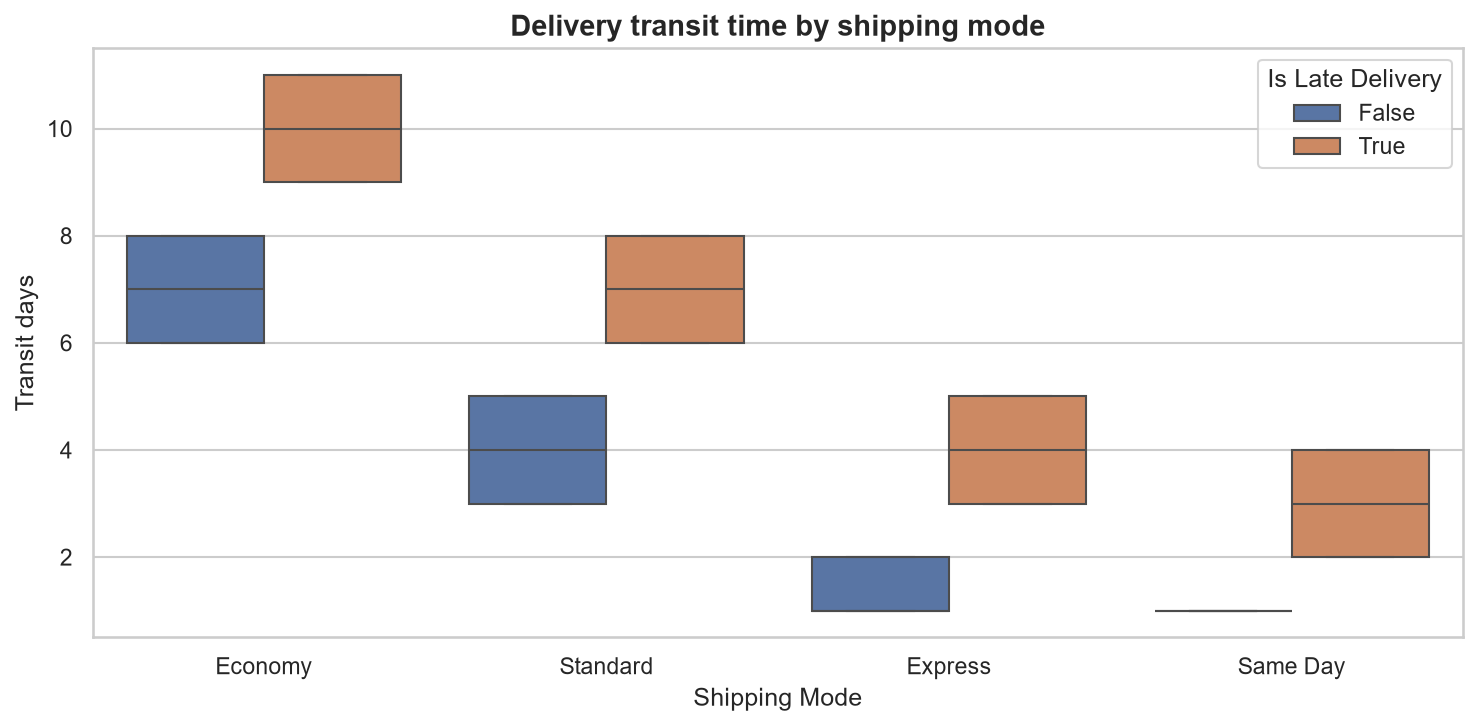 Delivery transit time by shipping mode
Is Late Delivery
False
True
Transit days
10
8
6
4
2
Economy Standard Express Same Day
Shipping Mode